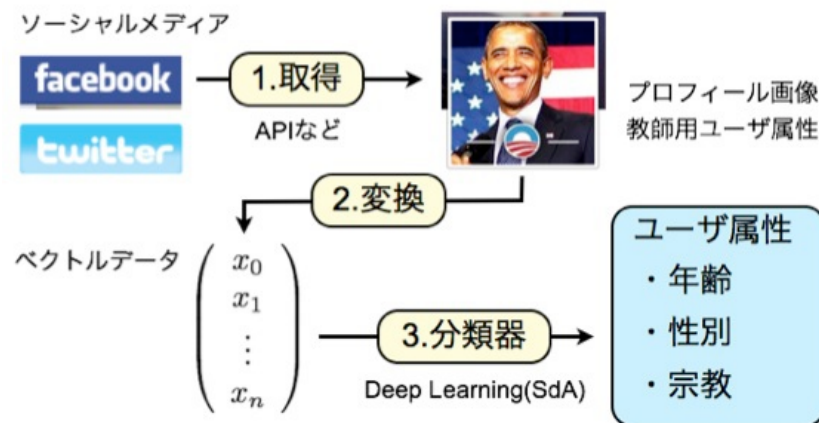 ソーシャルメディア
facebook
1.取得
APIなど
twitter
プロフィール画像
教師用ユーザ属性
2.変換
ベクトルデータ
x0
x1
⋮
xn
3.分類器
Deep Learning(SdA)
ユーザ属性
・年齢
・性別
・宗教